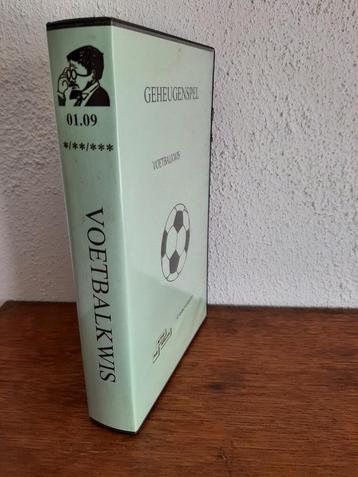 01.09
*/**/***
VOETBALKWIS
GEHEUGENSPEL
VOETBALKWIS